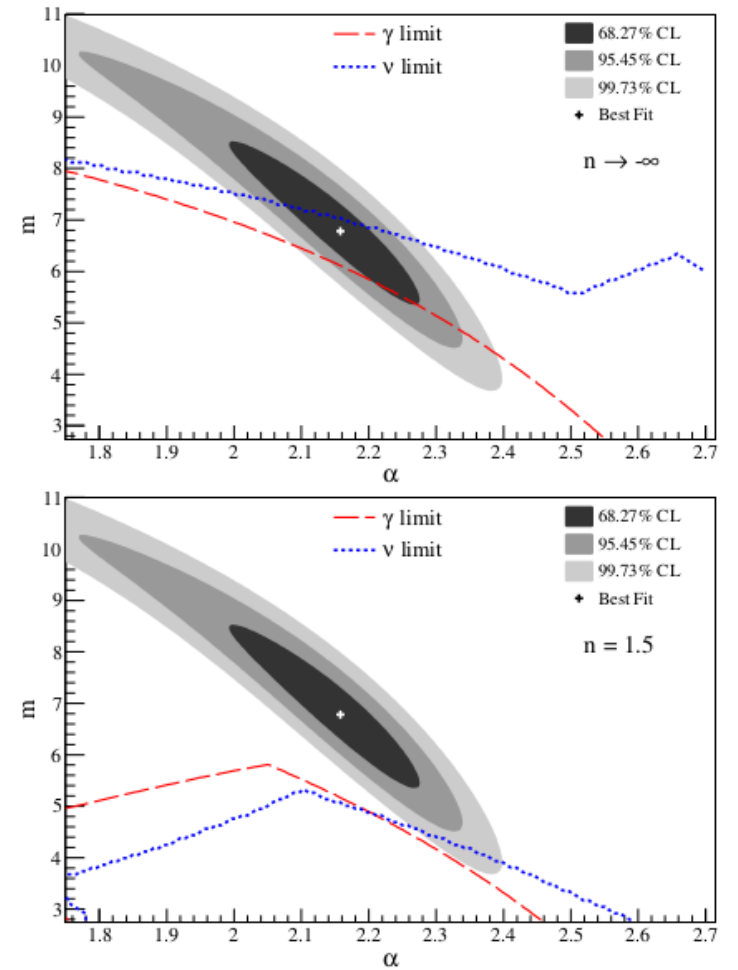 11
10
9
8
7
6
5
4
3
m
γ limit
ν limit
68.27% CL
95.45% CL
99.73% CL
Best Fit
n → -∞
1.8 1.9 2 2.1 2.2 2.3 2.4 2.5 2.6 2.7
α
11
10
9
8
7
6
5
4
3
m
γ limit
ν limit
68.27% CL
95.45% CL
99.73% CL
Best Fit
n = 1.5
1.8 1.9 2 2.1 2.2 2.3 2.4 2.5 2.6 2.7
α